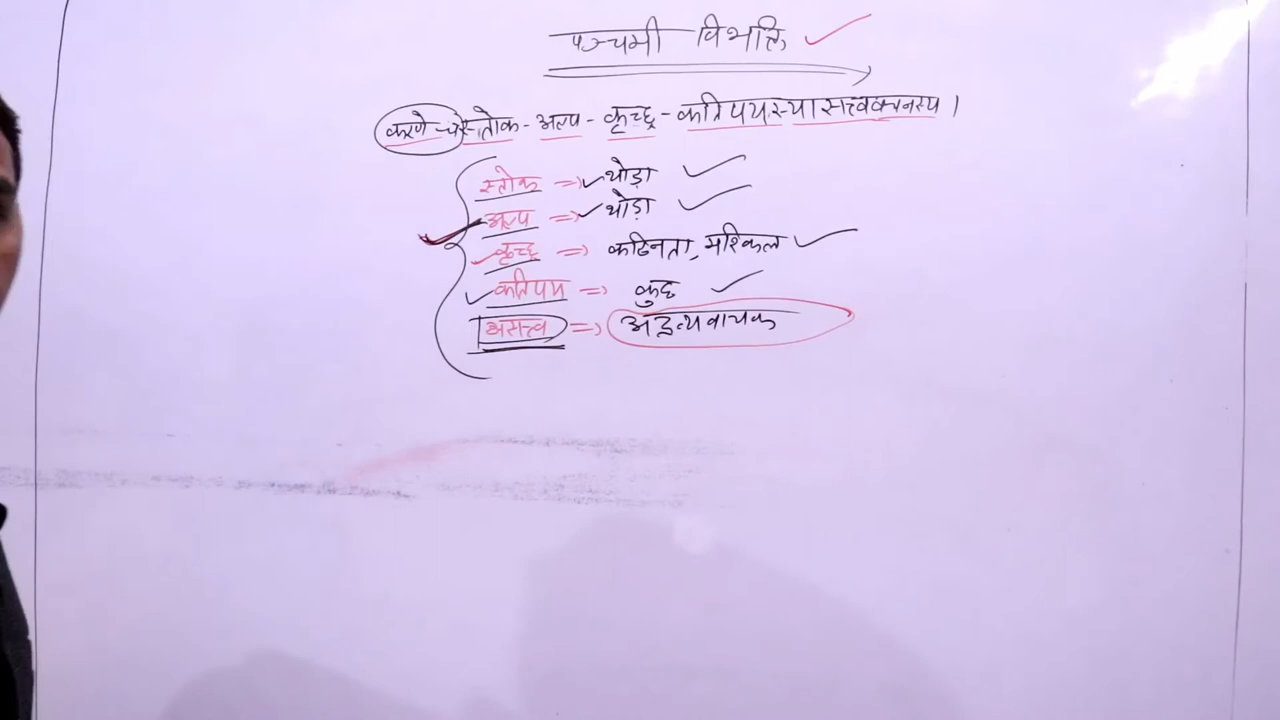 पञ्चमी विभक्ति
करणे च स्तोक - अल्प - कृच्छ्र - कतिपयस्यासत्त्ववचनस्य ।
स्तोक => थोड़ा
अल्प => थोड़ा
कृच्छ्र => कठिनता, मश्किल
कतिपय => कुछ
असत्त्व => अद्रव्यवाचक